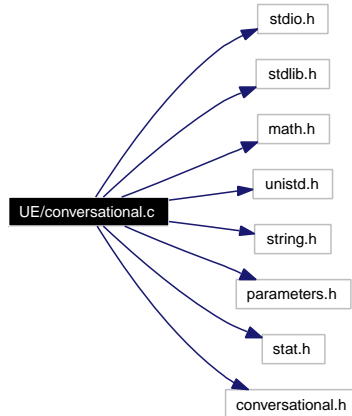 stdio.h
stdlib.h
math.h
UE/conversational.c
unistd.h
string.h
parameters.h
stat.h
conversational.h